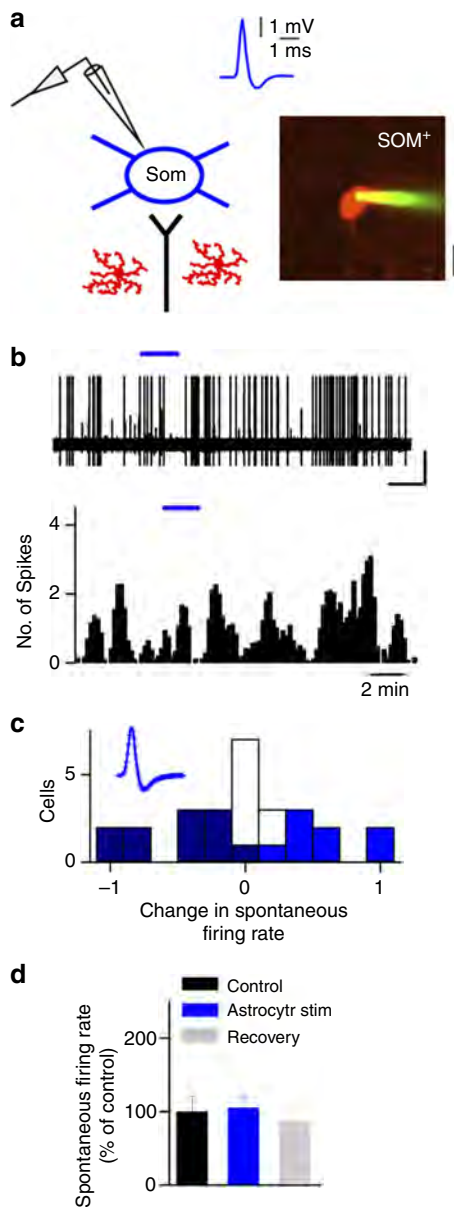 a
1 mV
1 ms
Som
SOM+
b
4
2
0
No. of Spikes
2 min
c
5
0
Cells
−1
0
1
Change in spontaneous
firing rate
d
Control
Astrocytr stim
Recovery
200
100
0
Spontaneous firing rate
(% of control)